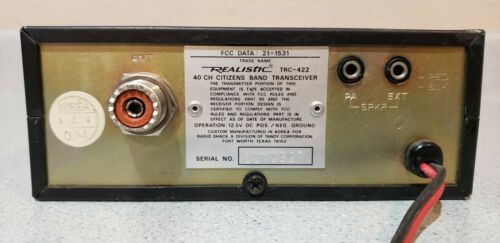 FCC DATA: 21-1531
TRADE NAME
REALISTIC® TRC-422
40 CH CITIZENS BAND TRANSCEIVER
THE TRANSMITTER PORTION OF THIS
EQUIPMENT IS TYPE ACCEPTED IN
COMPLIANCE WITH FCC RULES AND
REGULATIONS PART 95 AND THE
RECEIVER PORTION DESIGN IS
CERTIFIED TO COMPLY WITH FCC
RULES AND REGULATIONS PART IS IN
EFFECT AS OF DATE OF MANUFACTURE.
OPERATION 12.5V DC POS./NEG. GROUND
CUSTOM MANUFACTURED IN KOREA FOR
RADIO SHACK A DIVISION OF TANDY CORPORATION
FORT WORTH, TEXAS 76102
SERIAL NO.
ANT
KOREA
A
004
PA
EXT
SPKR
RED
BLK